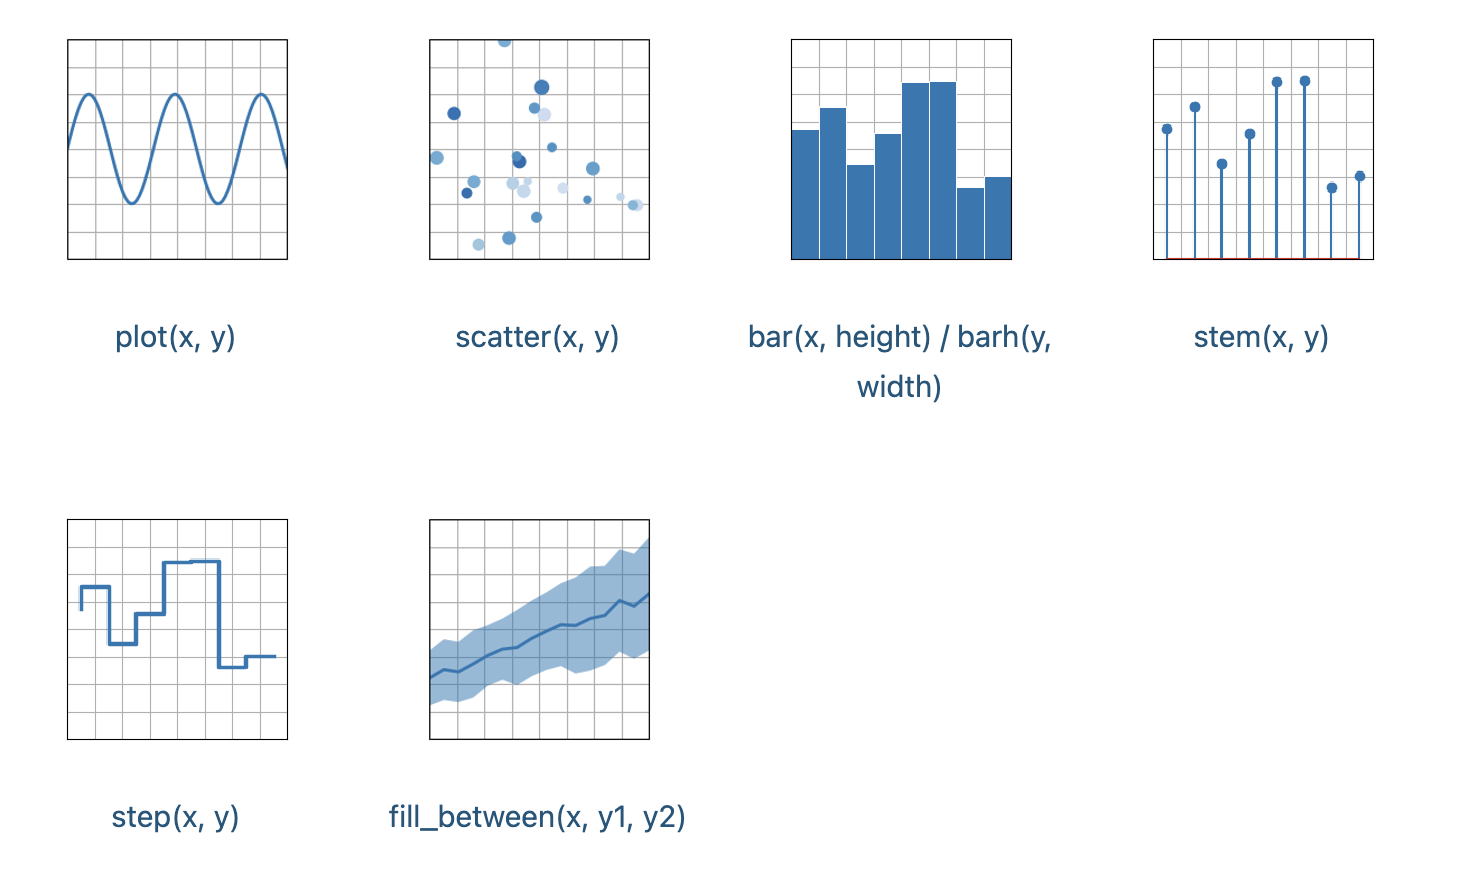 plot(x, y)
scatter(x, y)
bar(x, height) / barh(y,
width)
stem(x, y)
step(x, y)
fill_between(x, y1, y2)